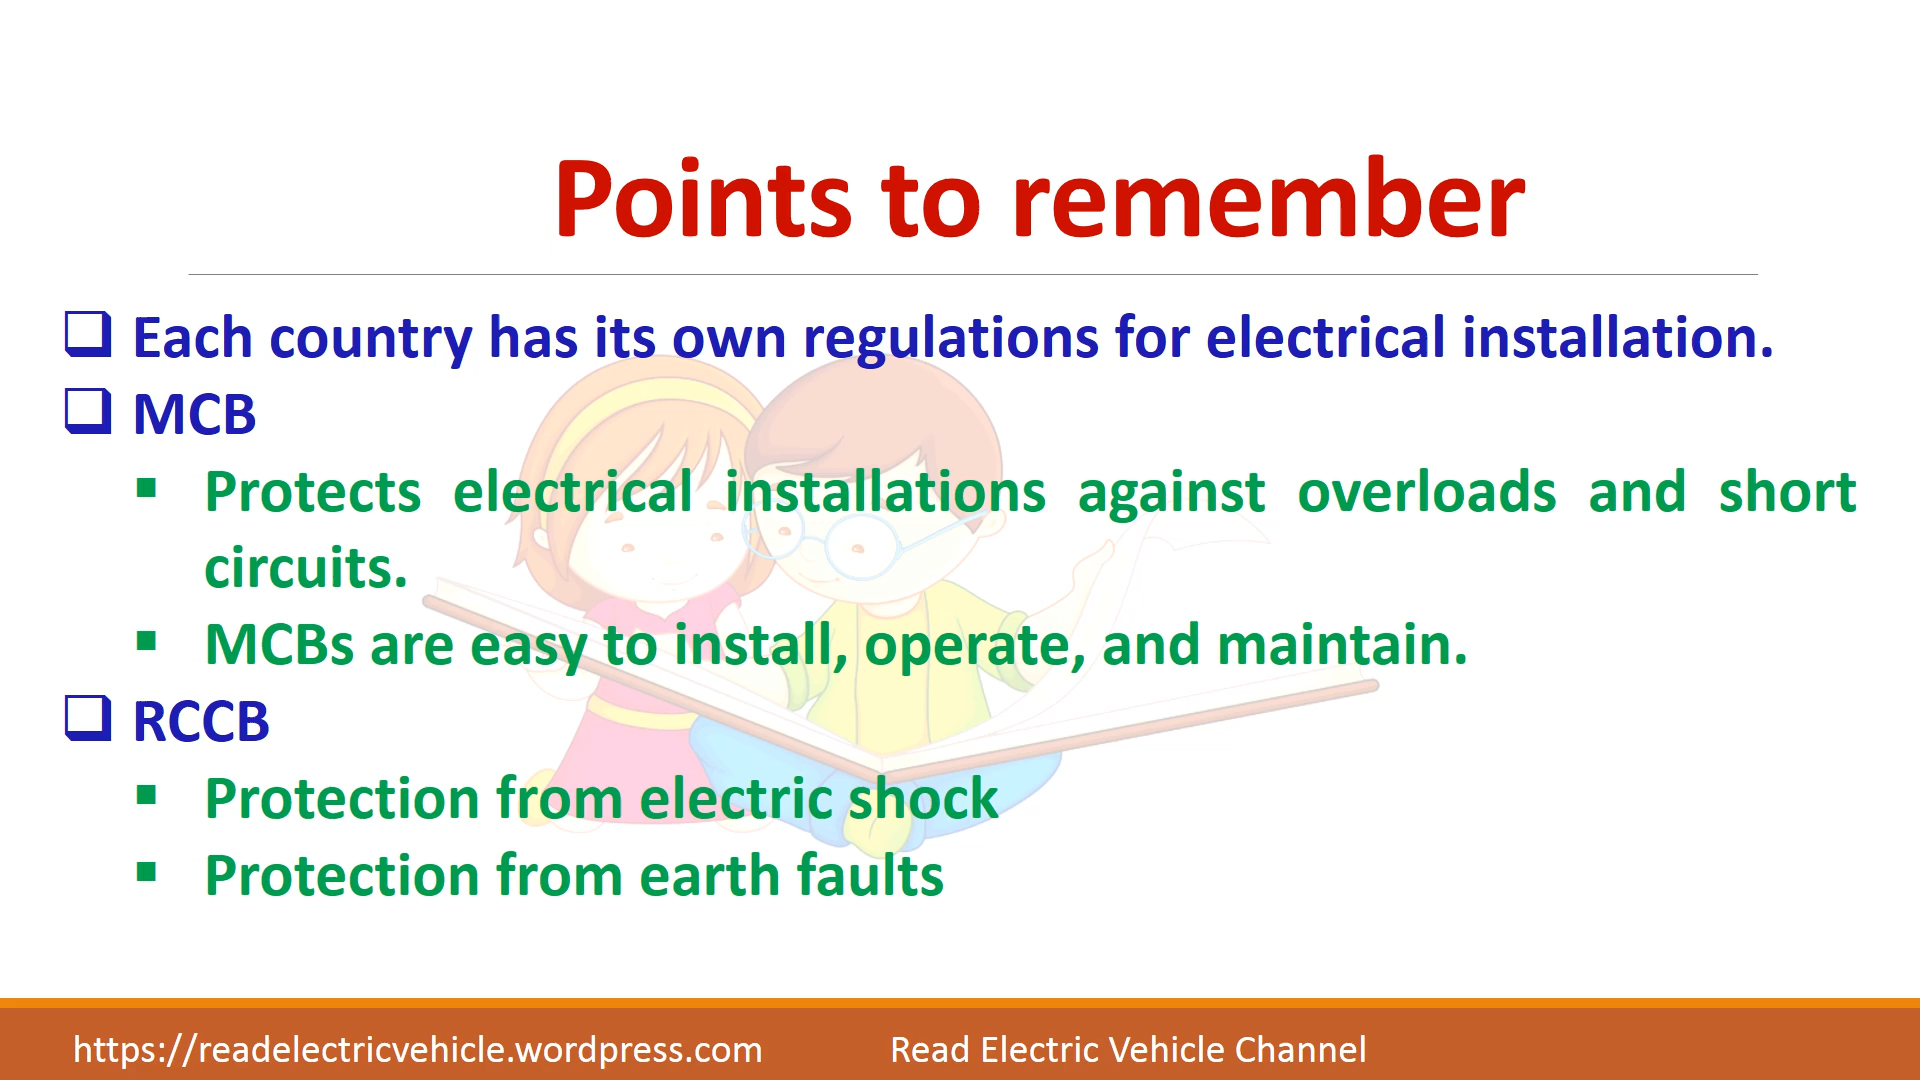 Points to remember
Each country has its own regulations for electrical installation.
MCB
Protects electrical installations against overloads and short
circuits.
MCBs are easy to install, operate, and maintain.
RCCB
Protection from electric shock
Protection from earth faults
https://readelectricvehicle.wordpress.com Read Electric Vehicle Channel